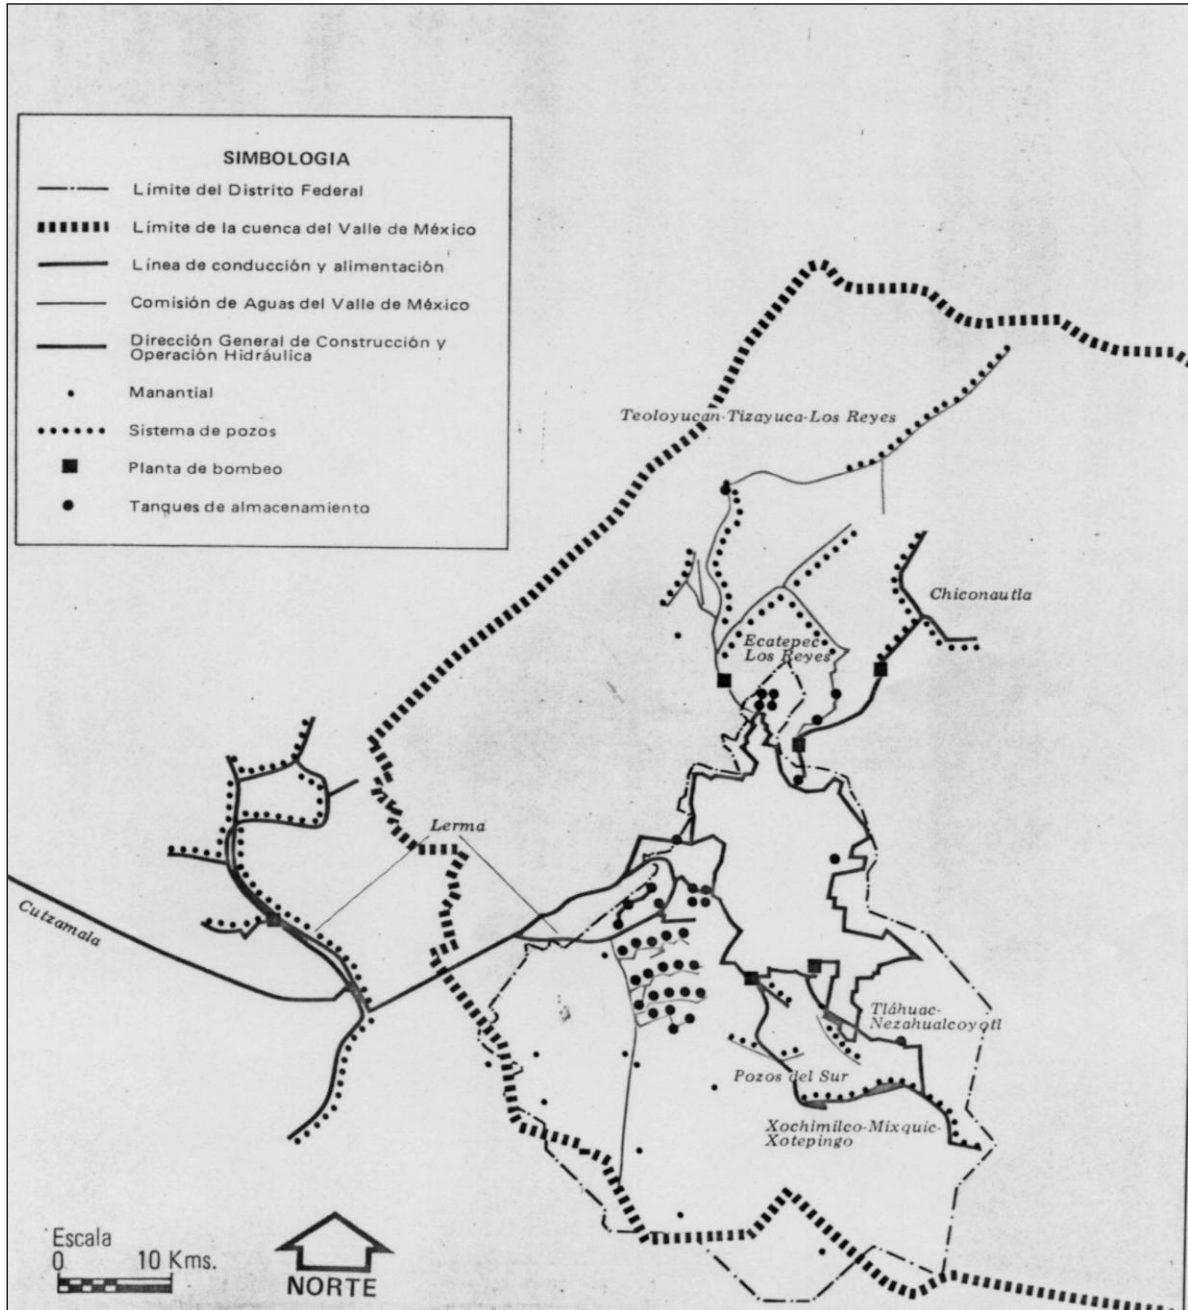 SIMBOLOGIA
Límite del Distrito Federal
Límite de la cuenca del Valle de México
Línea de conducción y alimentación
Comisión de Aguas del Valle de México
Dirección General de Construcción y
Operación Hidráulica
Manantial
Sistema de pozos
Planta de bombeo
Tanques de almacenamiento
Teoloyucan-Tizayuca-Los Reyes
Chiconautla
Ecatepec
Los Reyes
Lerma
Cutzamala
Tláhuac-
Nezahualcoyotl
Pozos del Sur
Xochimilco-Mixquic-
Xotepingo
Escala
0 10 Kms.
NORTE